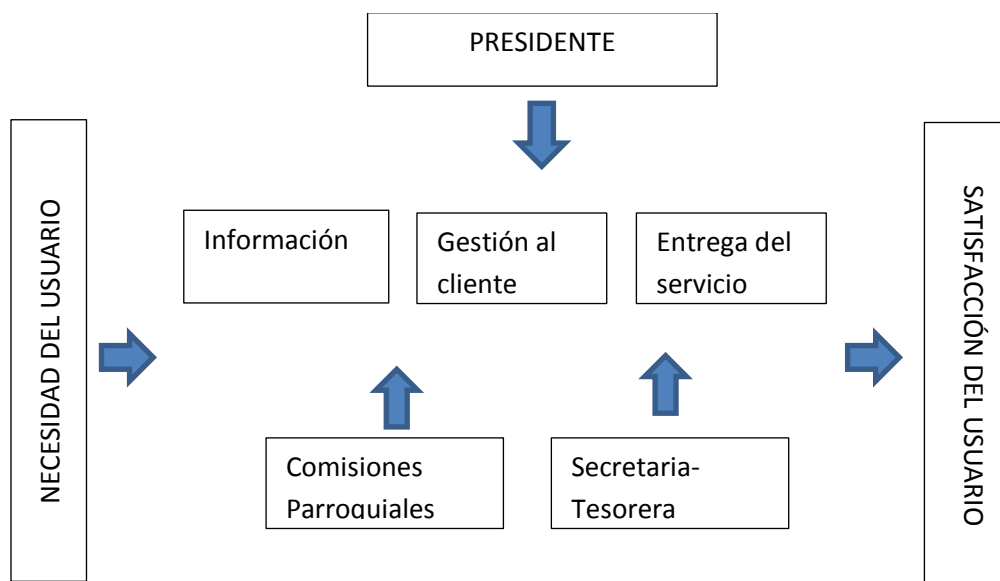 PRESIDENTE
NECESIDAD DEL USUARIO
Información
Gestión al
cliente
Entrega del
servicio
SATISFACCIÓN DEL USUARIO
Comisiones
Parroquiales
Secretaria-
Tesorera